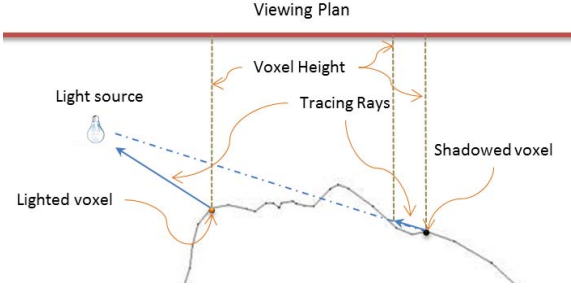 Viewing Plan
Voxel Height
Light source
Tracing Rays
Shadowed voxel
Lighted voxel